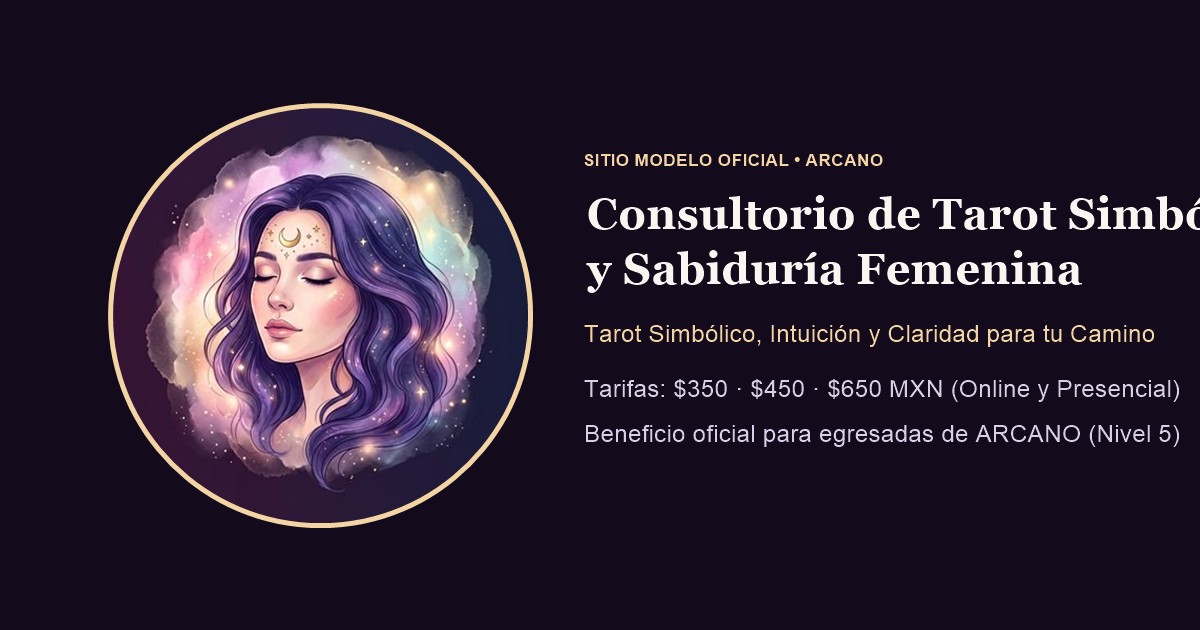 SITIO MODELO OFICIAL • ARCANO
Consultorio de Tarot
y Sabiduría Femenina
Tarot Simbólico, Intuición y Claridad para tu Camino
Tarifas: $350 · $450 · $650 MXN (Online y Presencial)
Beneficio oficial para egresadas de ARCANO (Nivel 5)